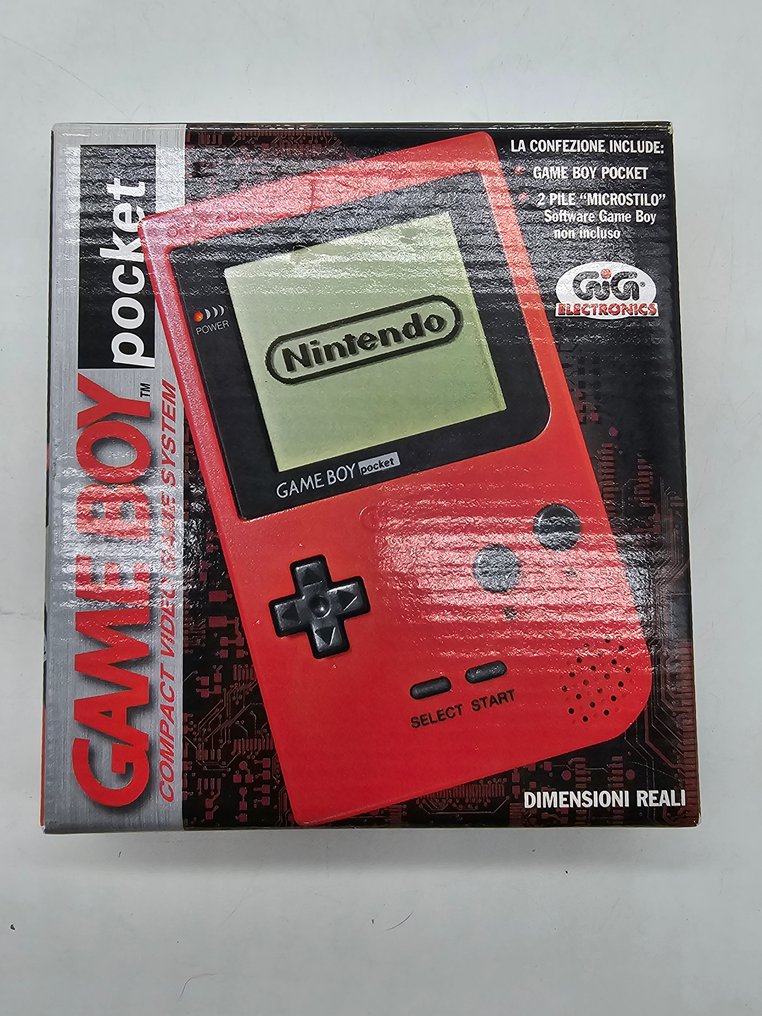 GAME BOY™ pocket
COMPACT VIDEO GAME SYSTEM
LA CONFEZIONE INCLUDE:
GAME BOY POCKET
2 PILE “MICROSTILO”
Software Game Boy
non incluso
GiG®
ELECTRONICS
POWER
Nintendo
GAME BOY pocket
SELECT START
DIMENSIONI REALI